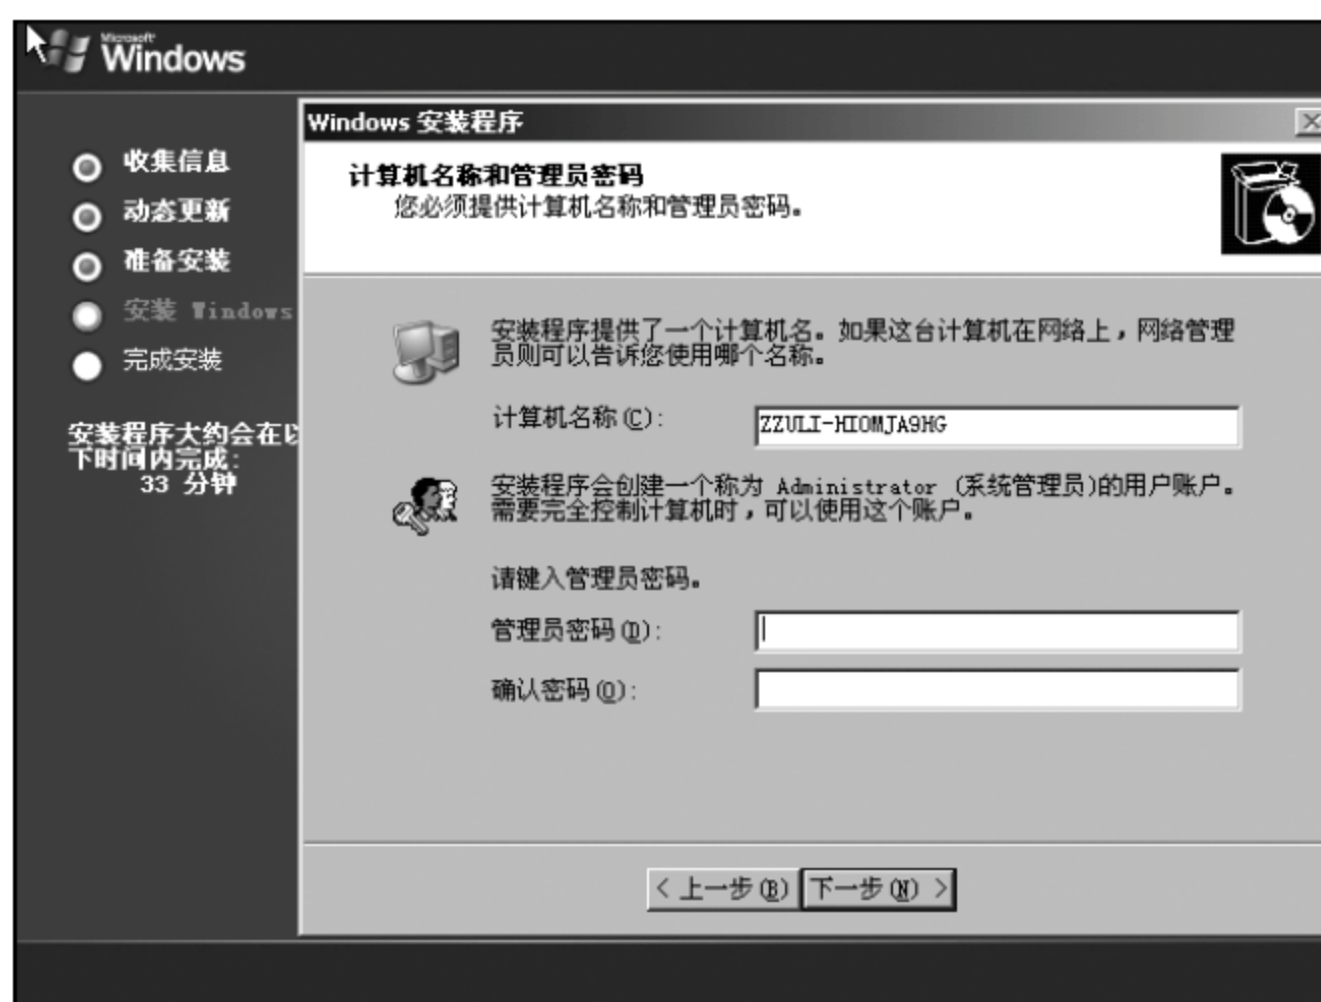 Microsoft
Windows
收集信息
动态更新
准备安装
安装 Windows
完成安装
安装程序大约会在以
下时间内完成:
33 分钟
Windows 安装程序
计算机名称和管理员密码
您必须提供计算机名称和管理员密码。
安装程序提供了一个计算机名。如果这台计算机在网络上，网络管理
员则可以告诉您使用哪个名称。
计算机名称(C):
ZZULI-HIOMJA9HG
安装程序会创建一个称为 Administrator (系统管理员)的用户账户。
需要完全控制计算机时，可以使用这个账户。
请键入管理员密码。
管理员密码(D):
确认密码(O):
< 上一步(B)
下一步(N) >